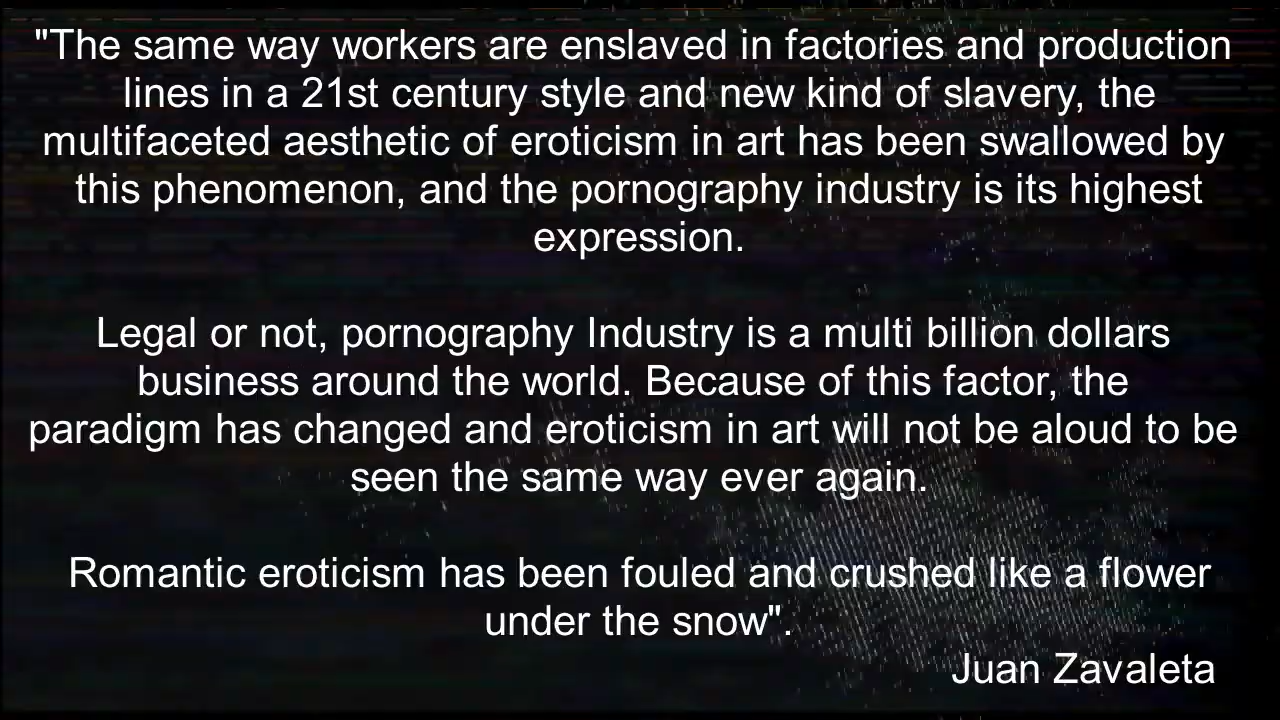 "The same way workers are enslaved in factories and production
lines in a 21st century style and new kind of slavery, the
multifaceted aesthetic of eroticism in art has been swallowed by
this phenomenon, and the pornography industry is its highest
expression.
Legal or not, pornography Industry is a multi billion dollars
business around the world. Because of this factor, the
paradigm has changed and eroticism in art will not be aloud to be
seen the same way ever again.
Romantic eroticism has been fouled and crushed like a flower
under the snow".
Juan Zavaleta